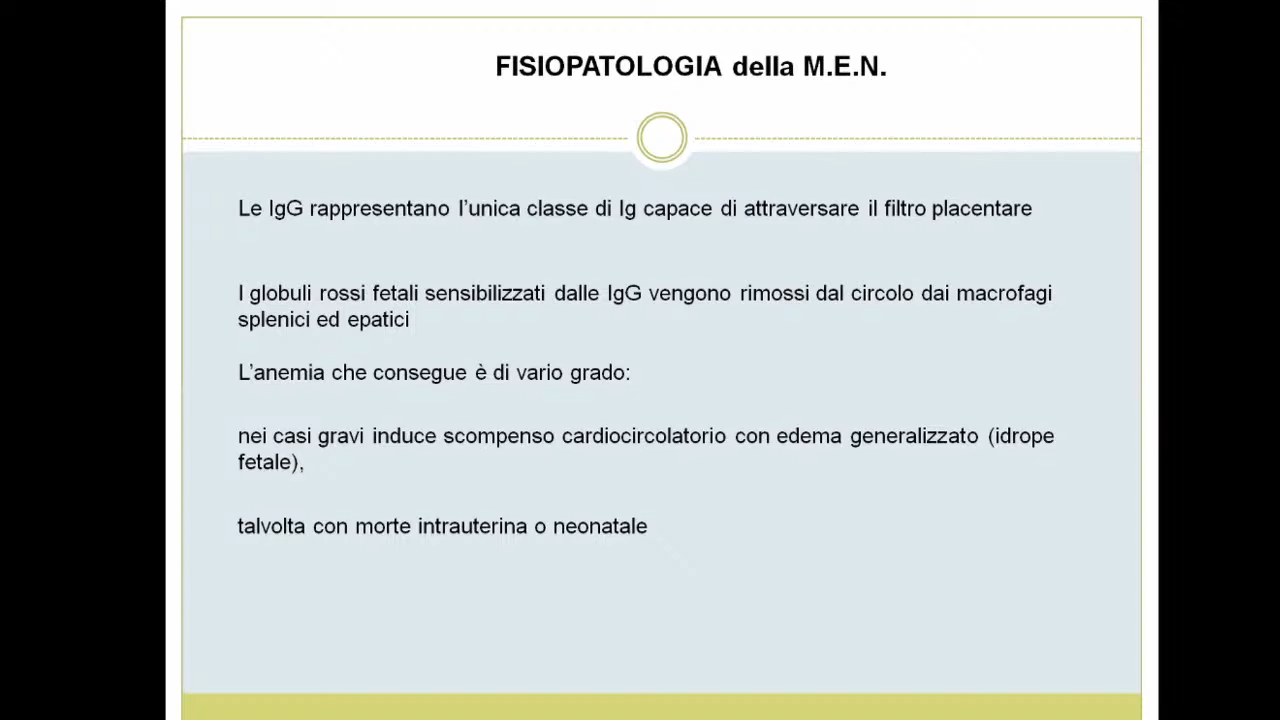 FISIOPATOLOGIA della M.E.N.
Le IgG rappresentano l’unica classe di Ig capace di attraversare il filtro placentare
I globuli rossi fetali sensibilizzati dalle IgG vengono rimossi dal circolo dai macrofagi
splenici ed epatici
L’anemia che consegue è di vario grado:
nei casi gravi induce scompenso cardiocircolatorio con edema generalizzato (idrope
fetale),
talvolta con morte intrauterina o neonatale